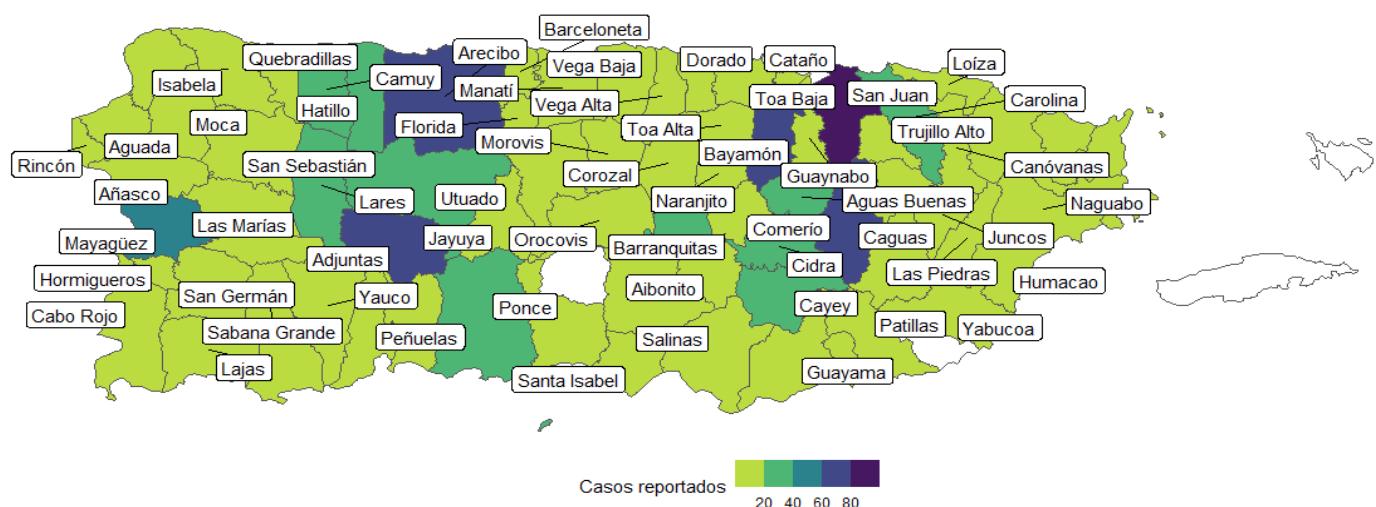 Barceloneta
Quebradillas
Arecibo
Camuy
Vega Baja
Dorado
Cataño
Loíza
Isabela
Manatí
Toa Baja
San Juan
Carolina
Hatillo
Vega Alta
Moca
Florida
Toa Alta
Trujillo Alto
Aguada
Morovis
Bayamón
Rincón
San Sebastián
Corozal
Guaynabo
Canóvanas
Añasco
Lares
Utuado
Naranjito
Aguas Buenas
Naguabo
Las Marías
Mayagüez
Jayuya
Orocovis
Barranquitas
Comerío
Caguas
Juncos
Adjuntas
Cidra
Hormigueros
Las Piedras
Humacao
San Germán
Yauco
Aibonito
Ponce
Cayey
Cabo Rojo
Sabana Grande
Peñuelas
Salinas
Patillas
Yabucoa
Lajas
Santa Isabel
Guayama
Casos reportados
20 40 60 80